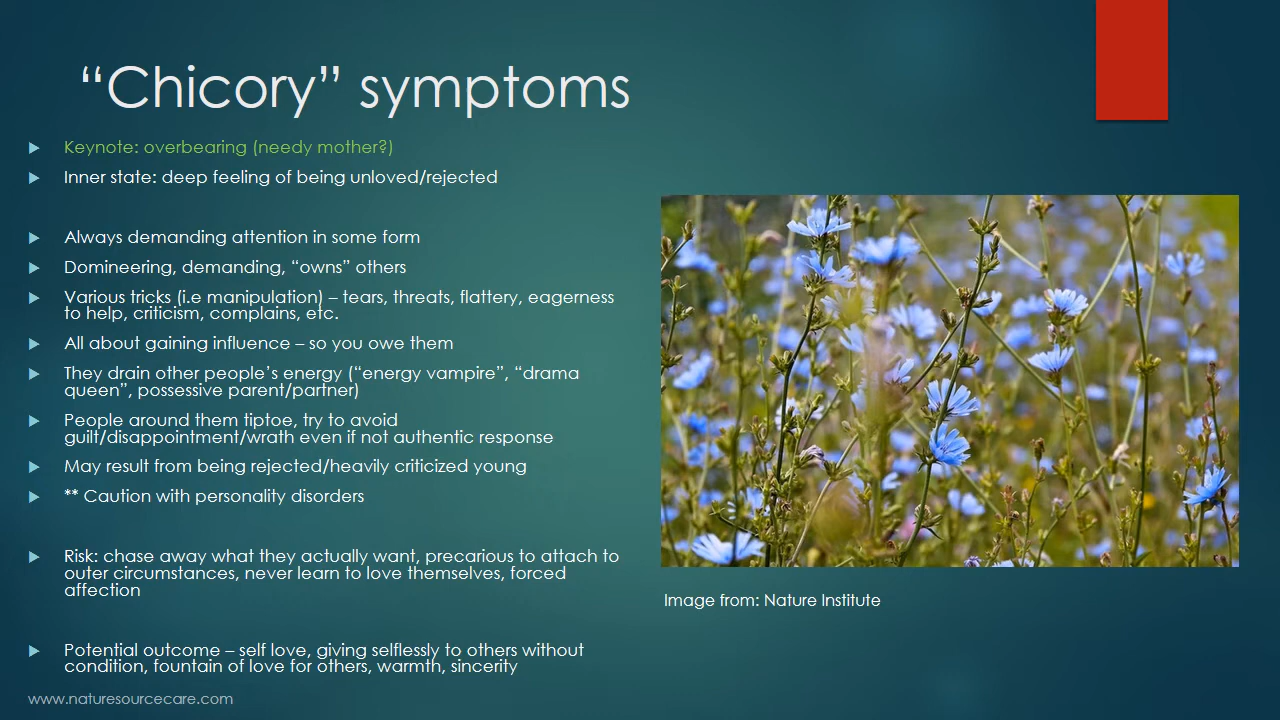 “Chicory” symptoms
Keynote: overbearing (needy mother?)
Inner state: deep feeling of being unloved/rejected
Always demanding attention in some form
Domineering, demanding, “owns” others
Various tricks (i.e manipulation) – tears, threats, flattery, eagerness
to help, criticism, complains, etc.
All about gaining influence – so you owe them
They drain other people’s energy (“energy vampire”, “drama
queen”, possessive parent/partner)
People around them tiptoe, try to avoid
guilt/disappointment/wrath even if not authentic response
May result from being rejected/heavily criticized young
** Caution with personality disorders
Risk: chase away what they actually want, precarious to attach to
outer circumstances, never learn to love themselves, forced
affection
Potential outcome – self love, giving selflessly to others without
condition, fountain of love for others, warmth, sincerity
Image from: Nature Institute
www.naturesourcecare.com